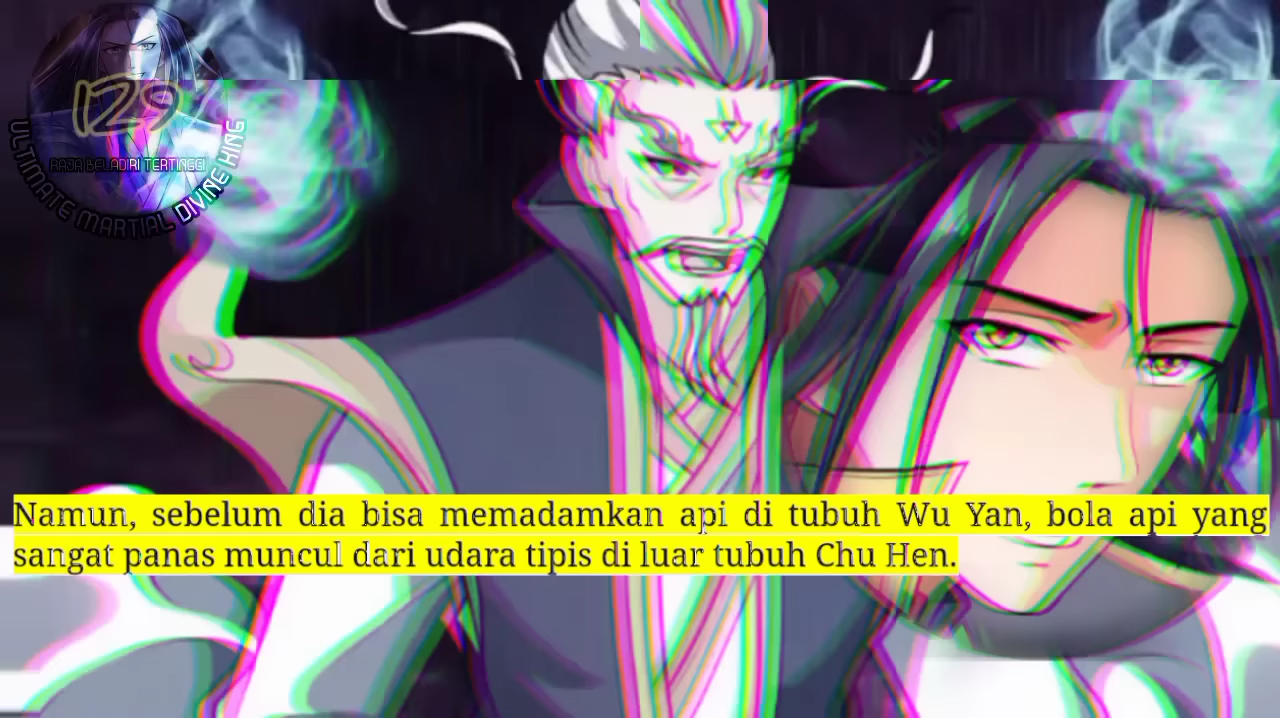 129
RAJA BELADIRI TERTINGGI
ULTIMATE MARTIAL DIVINE KING
Namun, sebelum dia bisa memadamkan api di tubuh Wu Yan, bola api yang
sangat panas muncul dari udara tipis di luar tubuh Chu Hen.